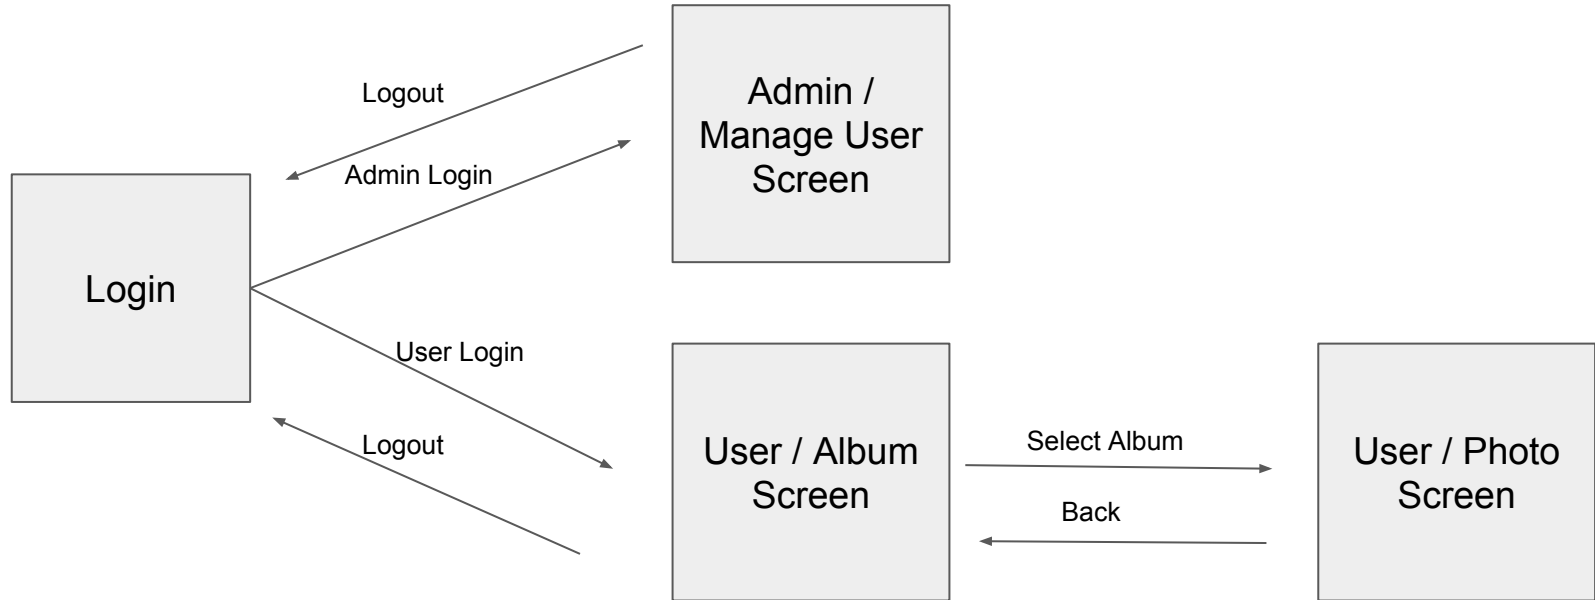 Logout
Admin /
Manage User
Screen
Admin Login
Login
User Login
Logout
User / Album
Screen
Select Album
Back
User / Photo
Screen